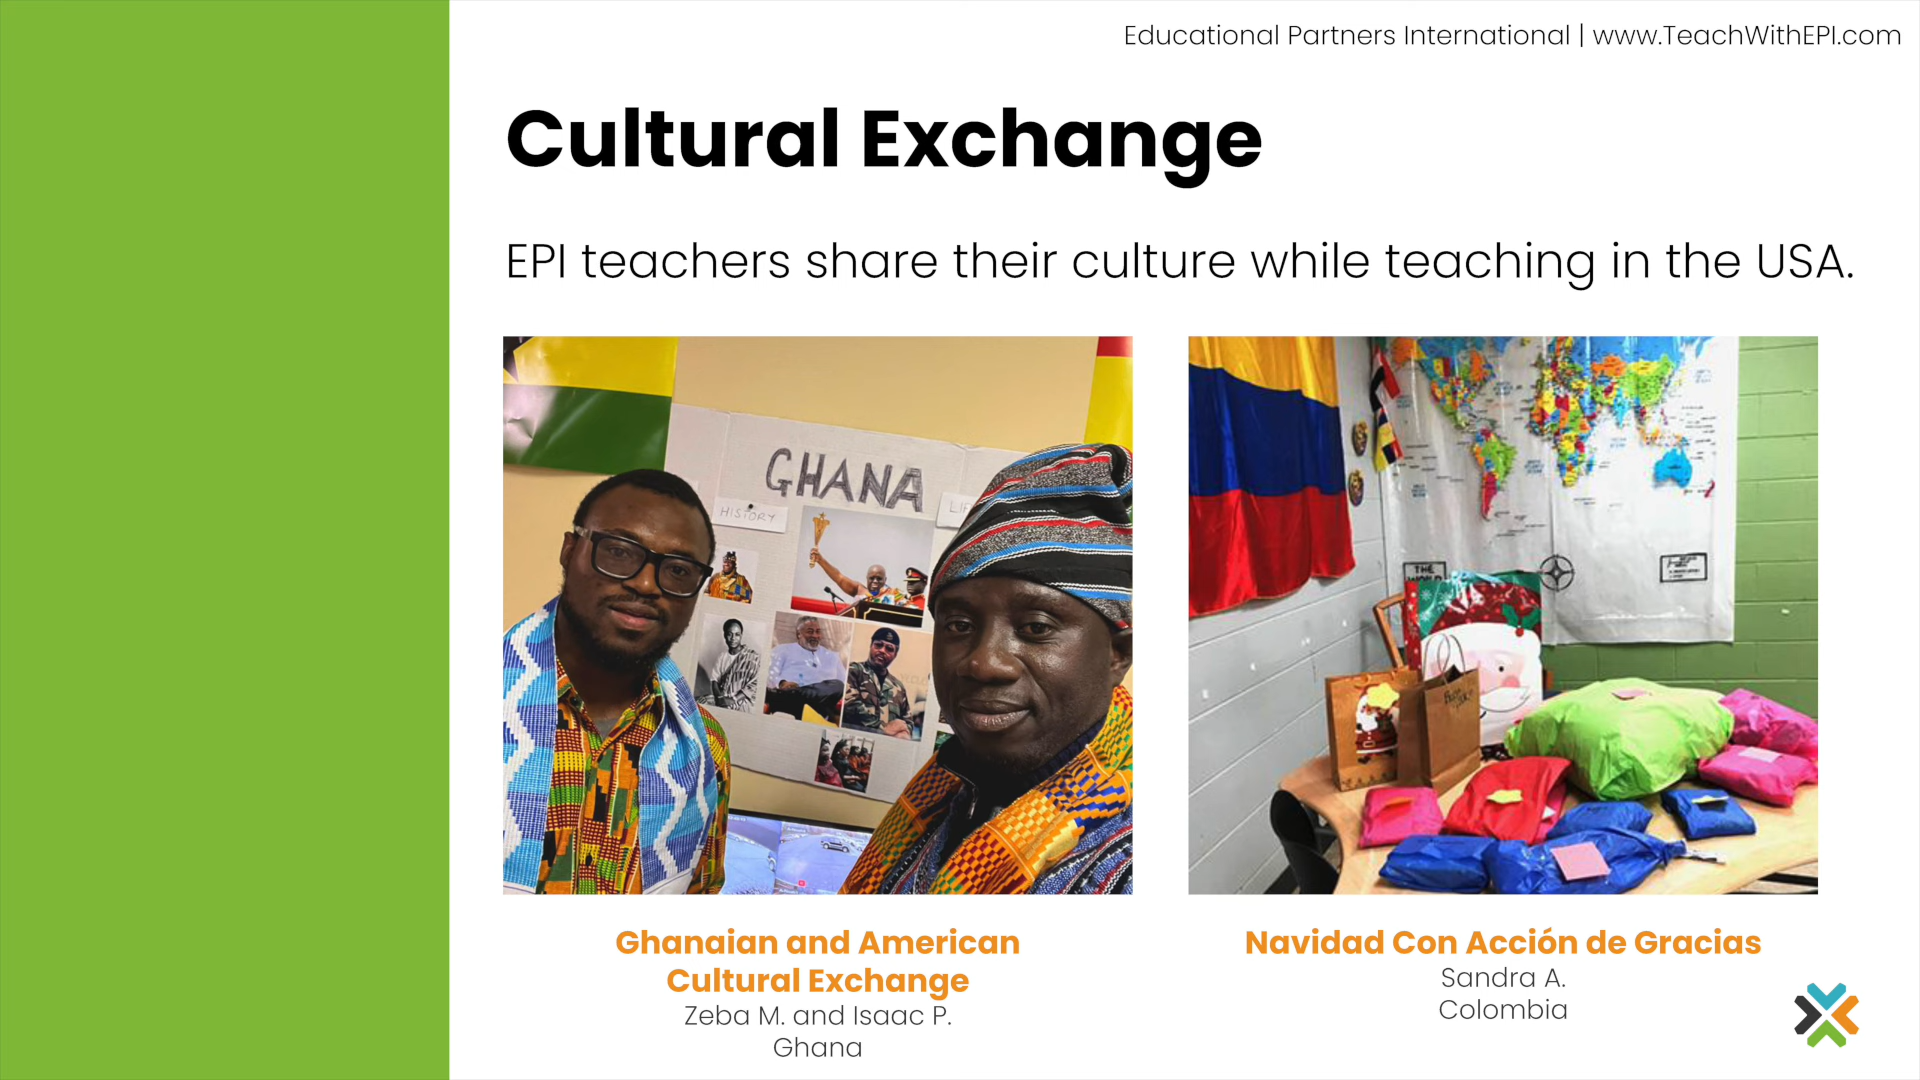 Educational Partners International | www.TeachWithEPI.com
Cultural Exchange
EPI teachers share their culture while teaching in the USA.
GHANA
HISTORY
THE
Ghanaian and American
Cultural Exchange
Zeba M. and Isaac P.
Ghana
Navidad Con Acción de Gracias
Sandra A.
Colombia